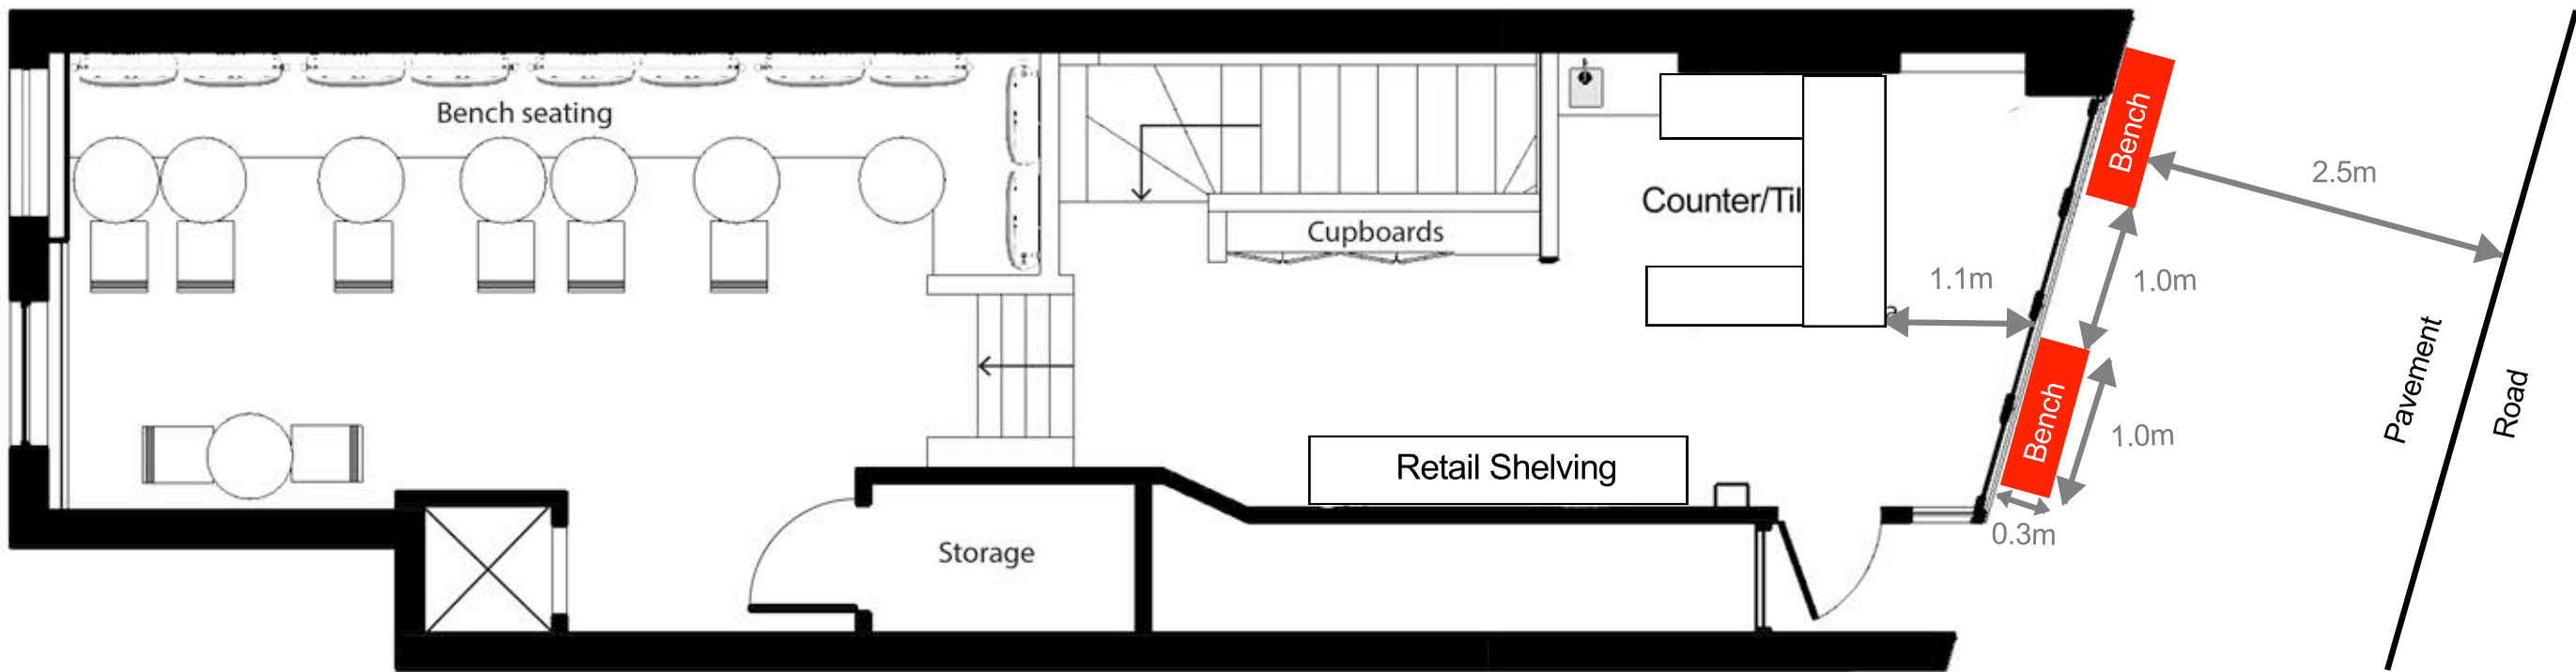 Bench seating
Cupboards
Counter/Til
Bench
2.5m
1.1m
1.0m
Bench
1.0m
0.3m
Pavement
Road
Retail Shelving
Storage